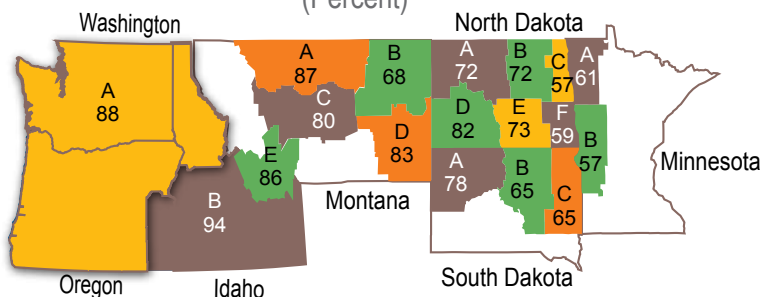 (Percent)
Washington
North Dakota
A
87
B
68
A
72
B
72
C
57
A
61
A
88
C
80
D
82
E
73
F
59
D
83
B
57
E
86
A
78
B
65
C
65
Minnesota
B
94
Montana
Oregon
Idaho
South Dakota